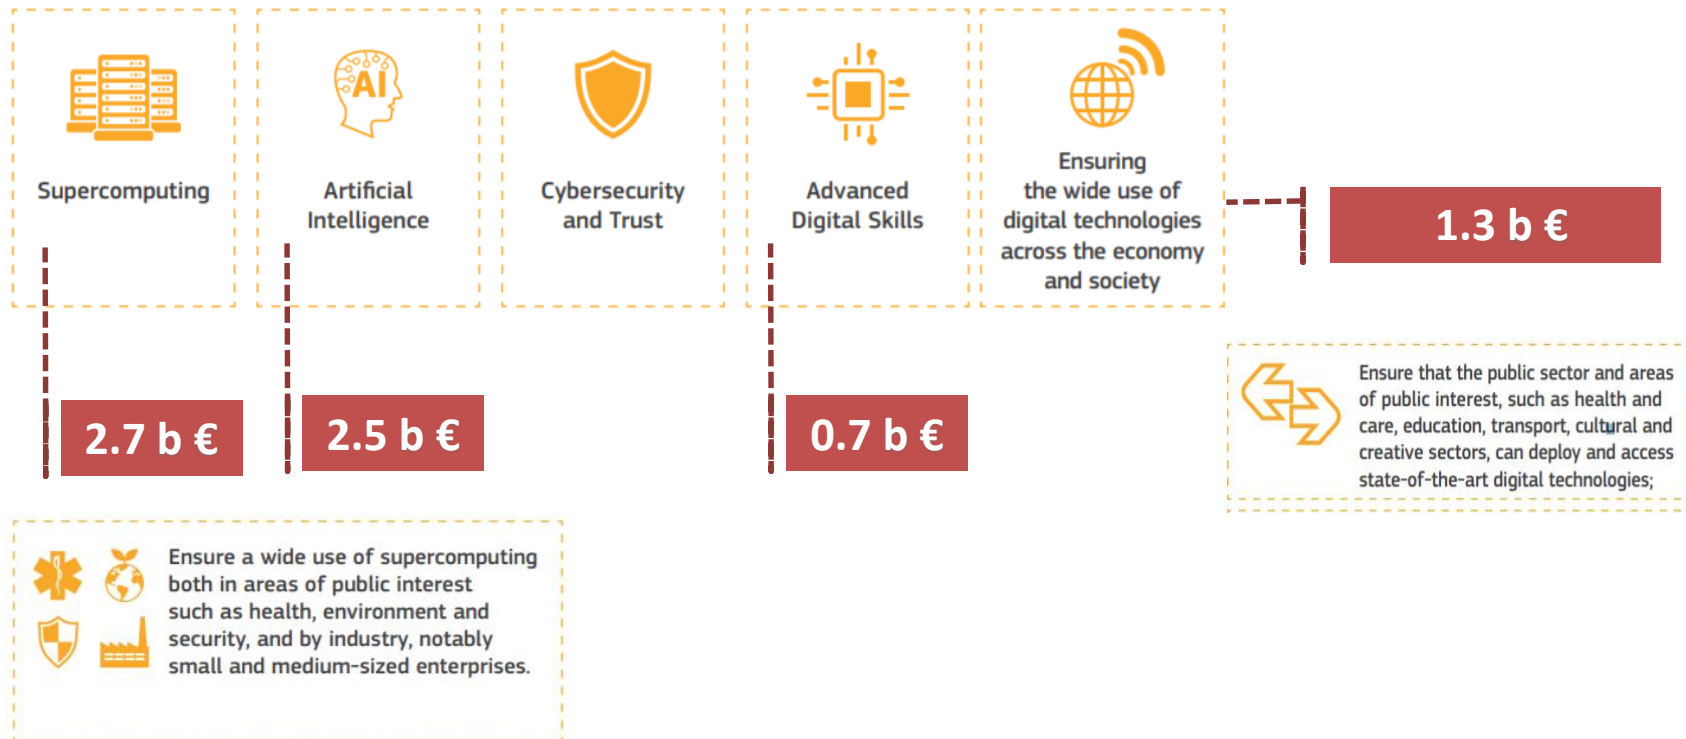 AI
Supercomputing
Artificial
Intelligence
Cybersecurity
and Trust
Advanced
Digital Skills
Ensuring
the wide use of
digital technologies
across the economy
and society
1.3 b €
2.7 b €
2.5 b €
0.7 b €
Ensure that the public sector and areas
of public interest, such as health and
care, education, transport, cultural and
creative sectors, can deploy and access
state-of-the-art digital technologies;
Ensure a wide use of supercomputing
both in areas of public interest
such as health, environment and
security, and by industry, notably
small and medium-sized enterprises.